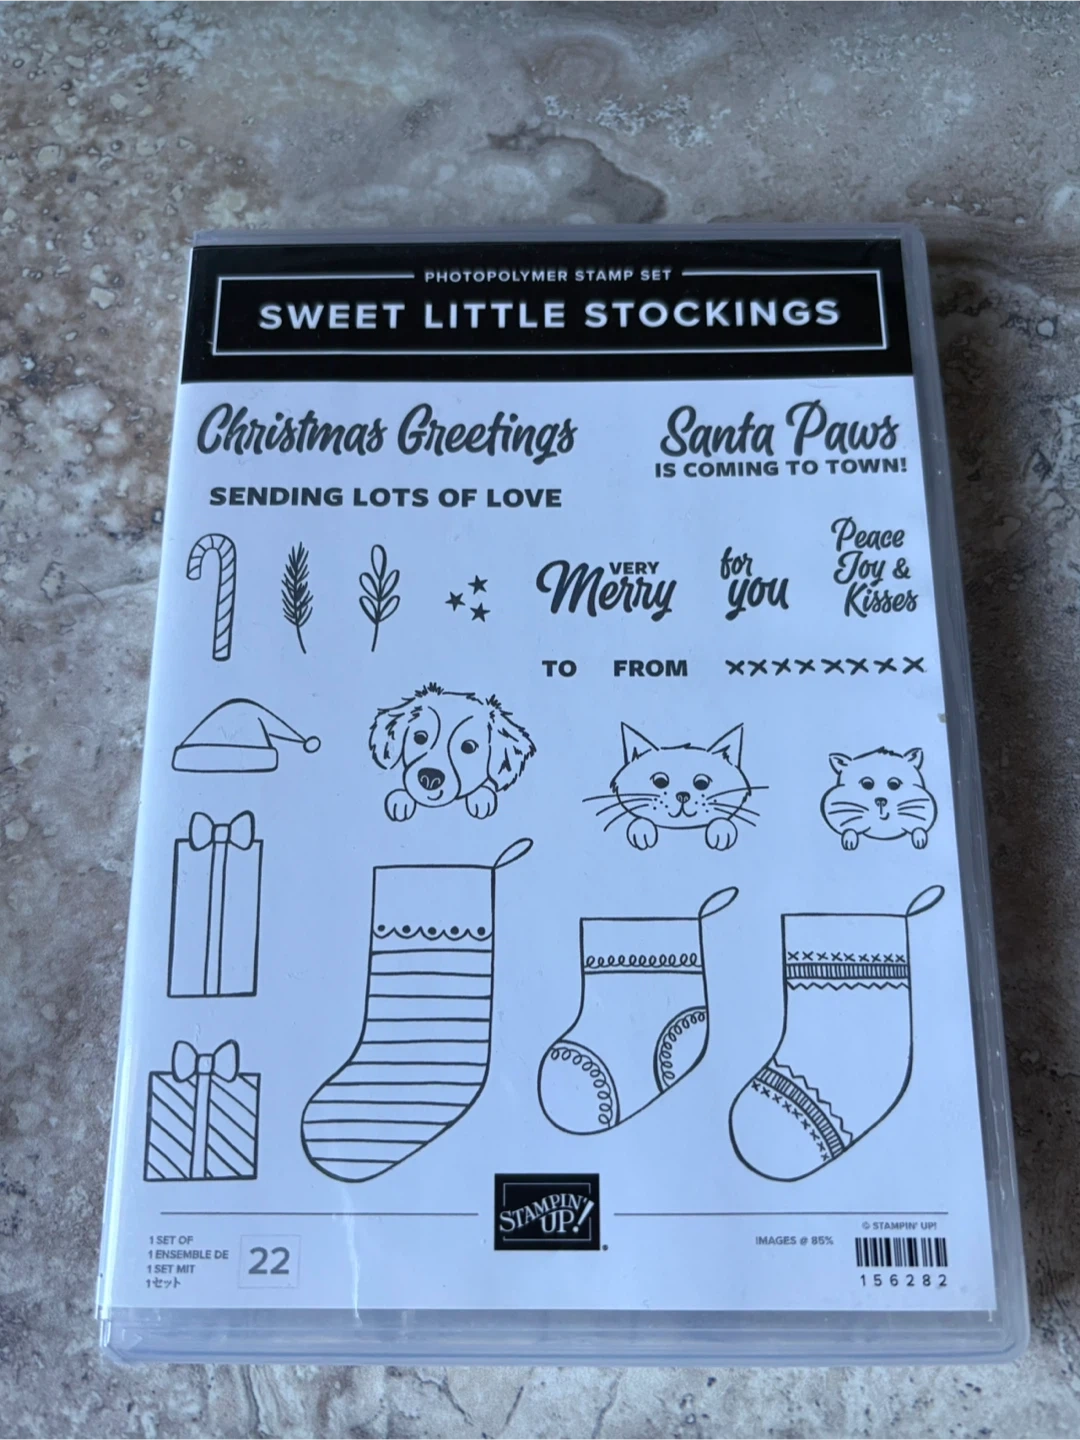 PHOTOPOLYMER STAMP SET
SWEET LITTLE STOCKINGS
Christmas Greetings
SENDING LOTS OF LOVE
Santa Paws
IS COMING TO TOWN!
VERY
Merry
for
you
Peace
Joy &
Kisses
TO FROM
STAMPIN'
UP!
1 SET OF
1 ENSEMBLE DE
1 SET MIT
1セット
22
IMAGES @ 85%
© STAMPIN' UP!
156282